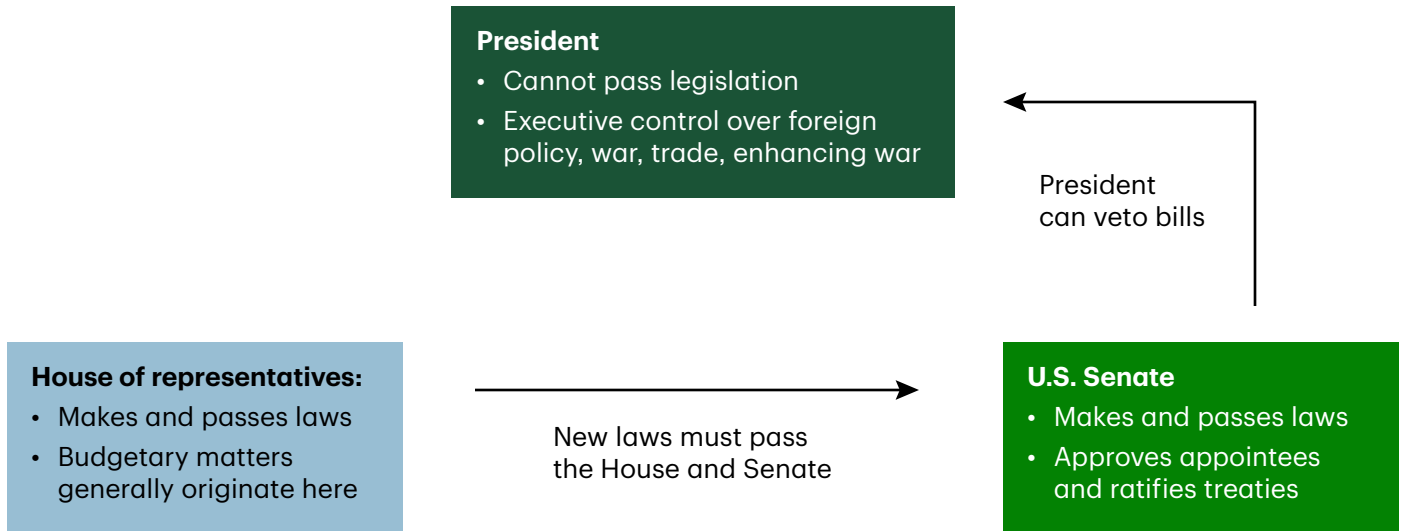 President
• Cannot pass legislation
• Executive control over foreign
policy, war, trade, enhancing war
President
can veto bills
House of representatives:
• Makes and passes laws
• Budgetary matters
generally originate here
New laws must pass
the House and Senate
U.S. Senate
• Makes and passes laws
• Approves appointees
and ratifies treaties